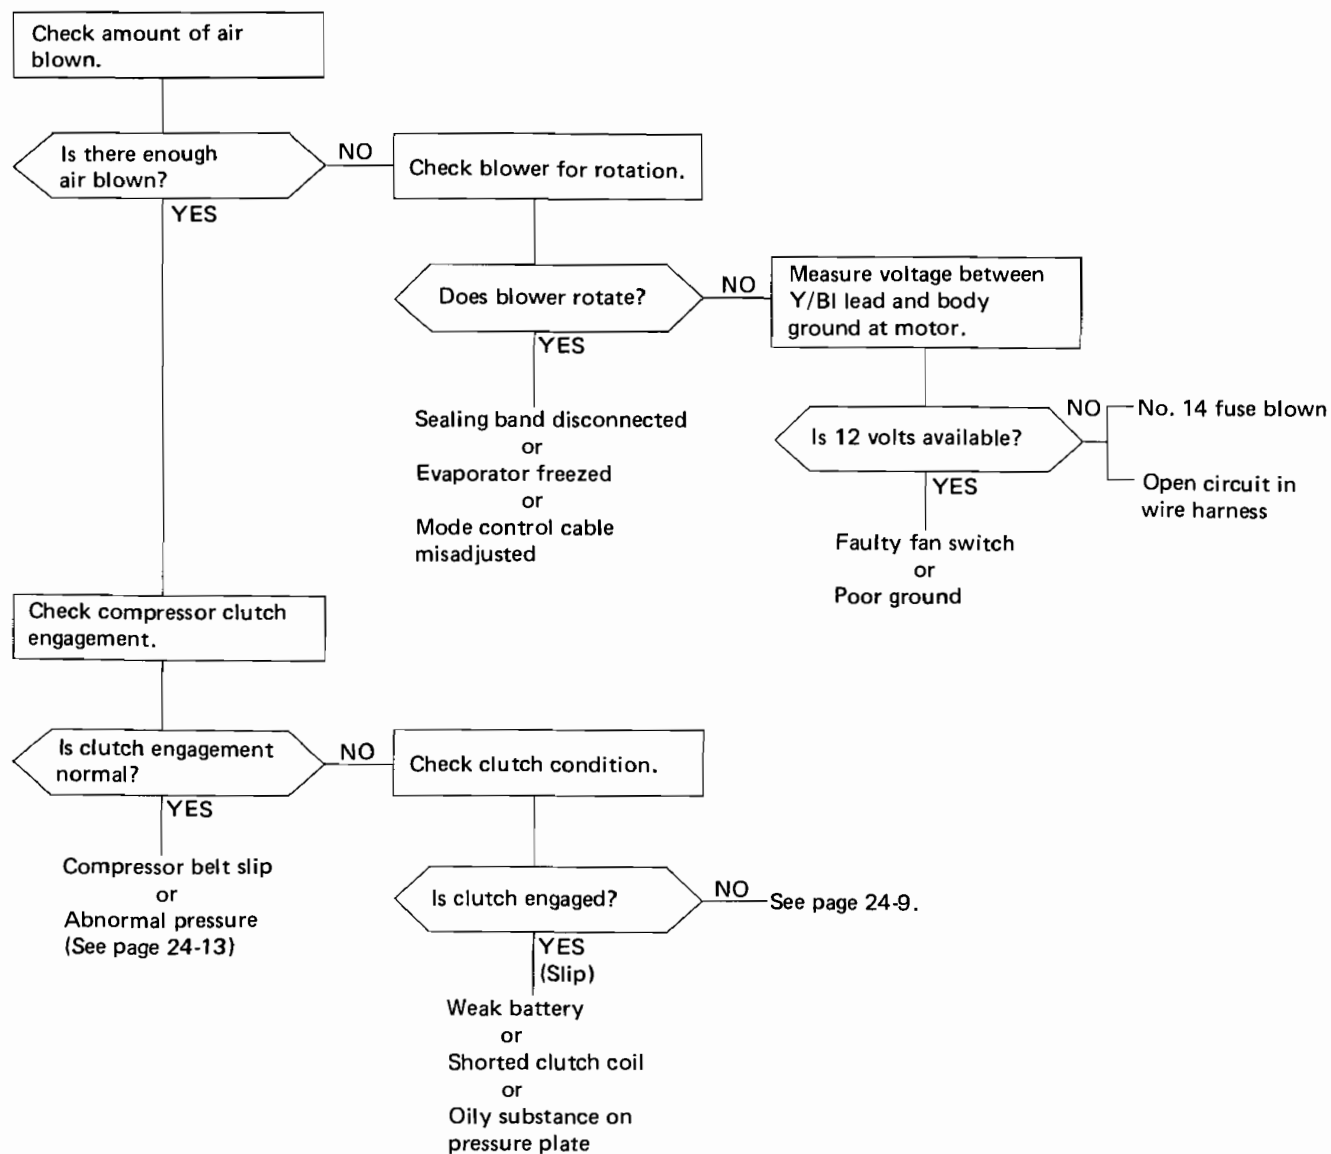 Check amount of air
blown.
Is there enough
air blown?
NO
YES
Check blower for rotation.
Does blower rotate?
NO
YES
Measure voltage between
Y/Bl lead and body
ground at motor.
Sealing band disconnected
or
Evaporator freezed
or
Mode control cable
misadjusted
Is 12 volts available?
NO
No. 14 fuse blown
Open circuit in
wire harness
YES
Faulty fan switch
or
Poor ground
Check compressor clutch
engagement.
Is clutch engagement
normal?
NO
YES
Check clutch condition.
Compressor belt slip
or
Abnormal pressure
(See page 24-13)
Is clutch engaged?
NO
See page 24-9.
YES
(Slip)
Weak battery
or
Shorted clutch coil
or
Oily substance on
pressure plate